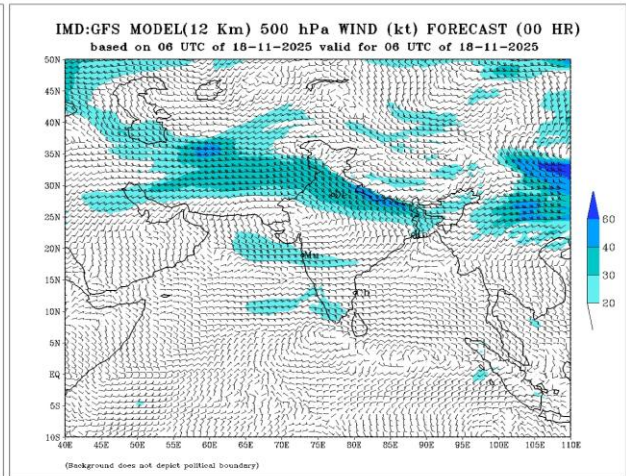 IMD:GFS MODEL(12 Km) 500 hPa WIND (kt) FORECAST (00 HR)
based on 06 UTC of 18-11-2025 valid for 06 UTC of 18-11-2025
50N
45N
40N
35N
30N
25N
20N
15N
10N
5N
EQ
5S
10S
Mu
Ch
60
40
30
20
40E 45E 50E 55E 60E 65E 70E 75E 80E 85E 90E 95E 100E 105E 110E
(Background does not depict political boundary)